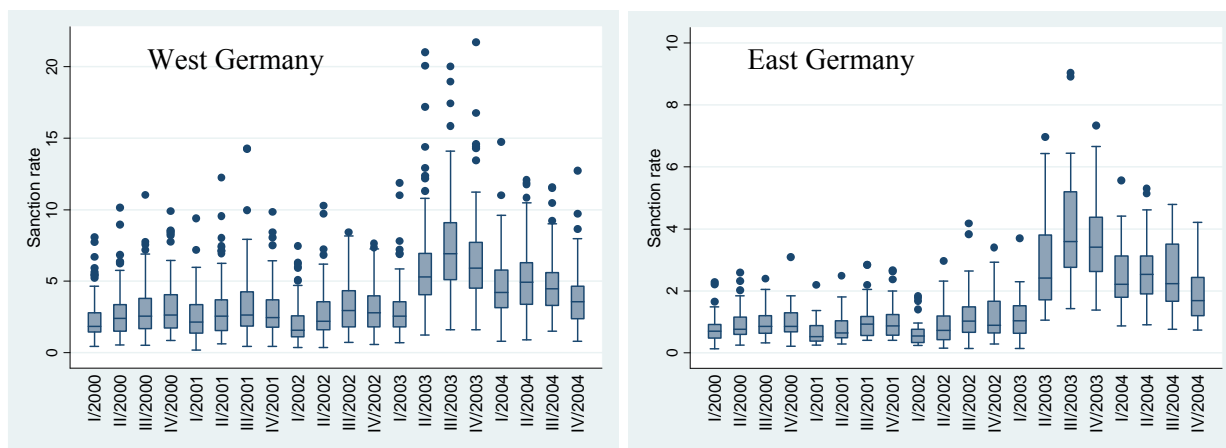 West Germany
Sanction rate
20
15
10
5
0
I/2000
II/2000
III/2000
IV/2000
I/2001
II/2001
III/2001
IV/2001
I/2002
II/2002
III/2002
IV/2002
I/2003
II/2003
III/2003
IV/2003
I/2004
II/2004
III/2004
IV/2004
East Germany
Sanction rate
10
8
6
4
2
0
I/2000
II/2000
III/2000
IV/2000
I/2001
II/2001
III/2001
IV/2001
I/2002
II/2002
III/2002
IV/2002
I/2003
II/2003
III/2003
IV/2003
I/2004
II/2004
III/2004
IV/2004